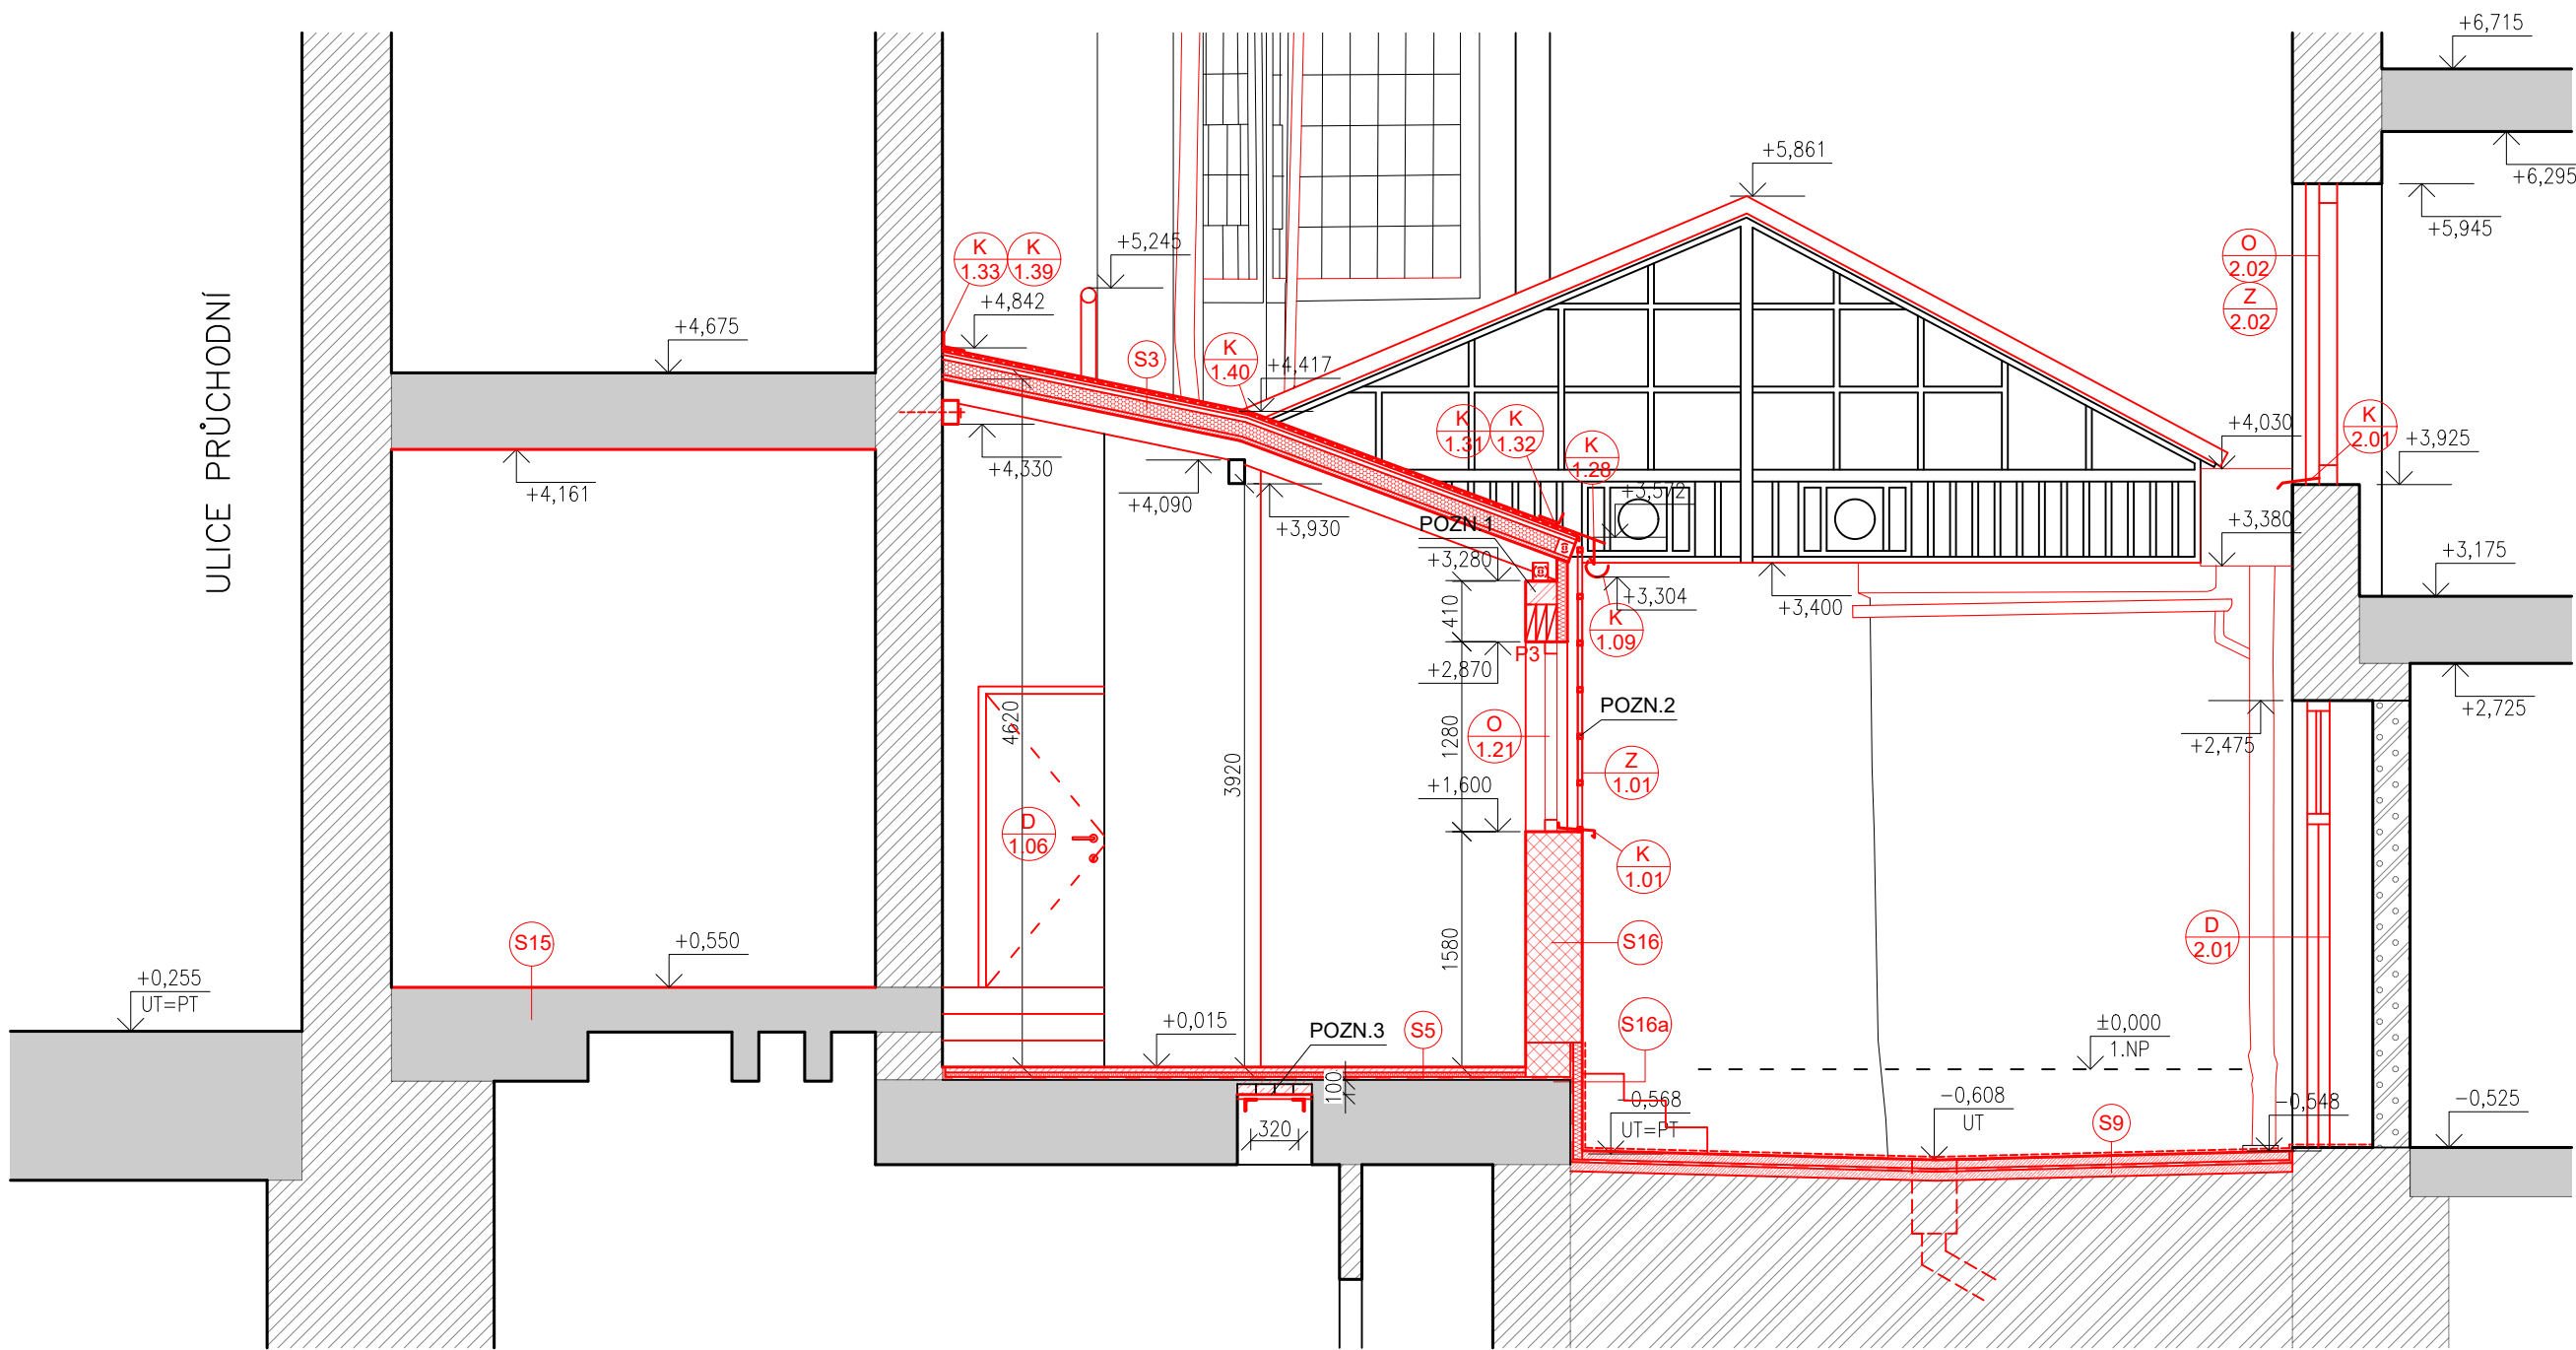 +6,715
+5,861
+6,295
+5,945
ULICE PRŮCHODNÍ
K
1.33
K
1.39
+5,245
+4,842
+4,675
S3
K
1.40
+4,417
O
2.02
Z
2.02
K
1.31
K
1.32
K
1.28
+4,030
K
2.01
+3,925
+4,330
+4,161
+4,090
+3,930
+3,572
POZN.1
+3,380
+3,280
+3,175
+3,304
+3,400
410
K
1.09
P3
+2,870
+2,725
+2,475
POZN.2
4620
O
1.21
1280
3920
Z
1.01
+1,600
D
1.06
K
1.01
S15
+0,550
1580
S16
D
2.01
+0,255
UT=PT
+0,015
POZN.3
S5
S16a
±0,000
1.NP
100
-0,568
UT=PT
-0,608
UT
S9
-0,548
-0,525
320